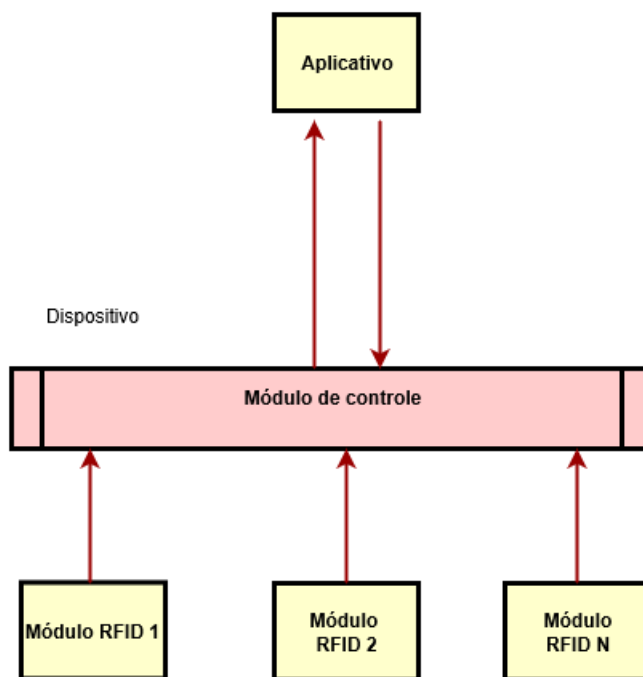 Aplicativo
Dispositivo
Módulo de controle
Módulo RFID 1
Módulo
RFID 2
Módulo
RFID N